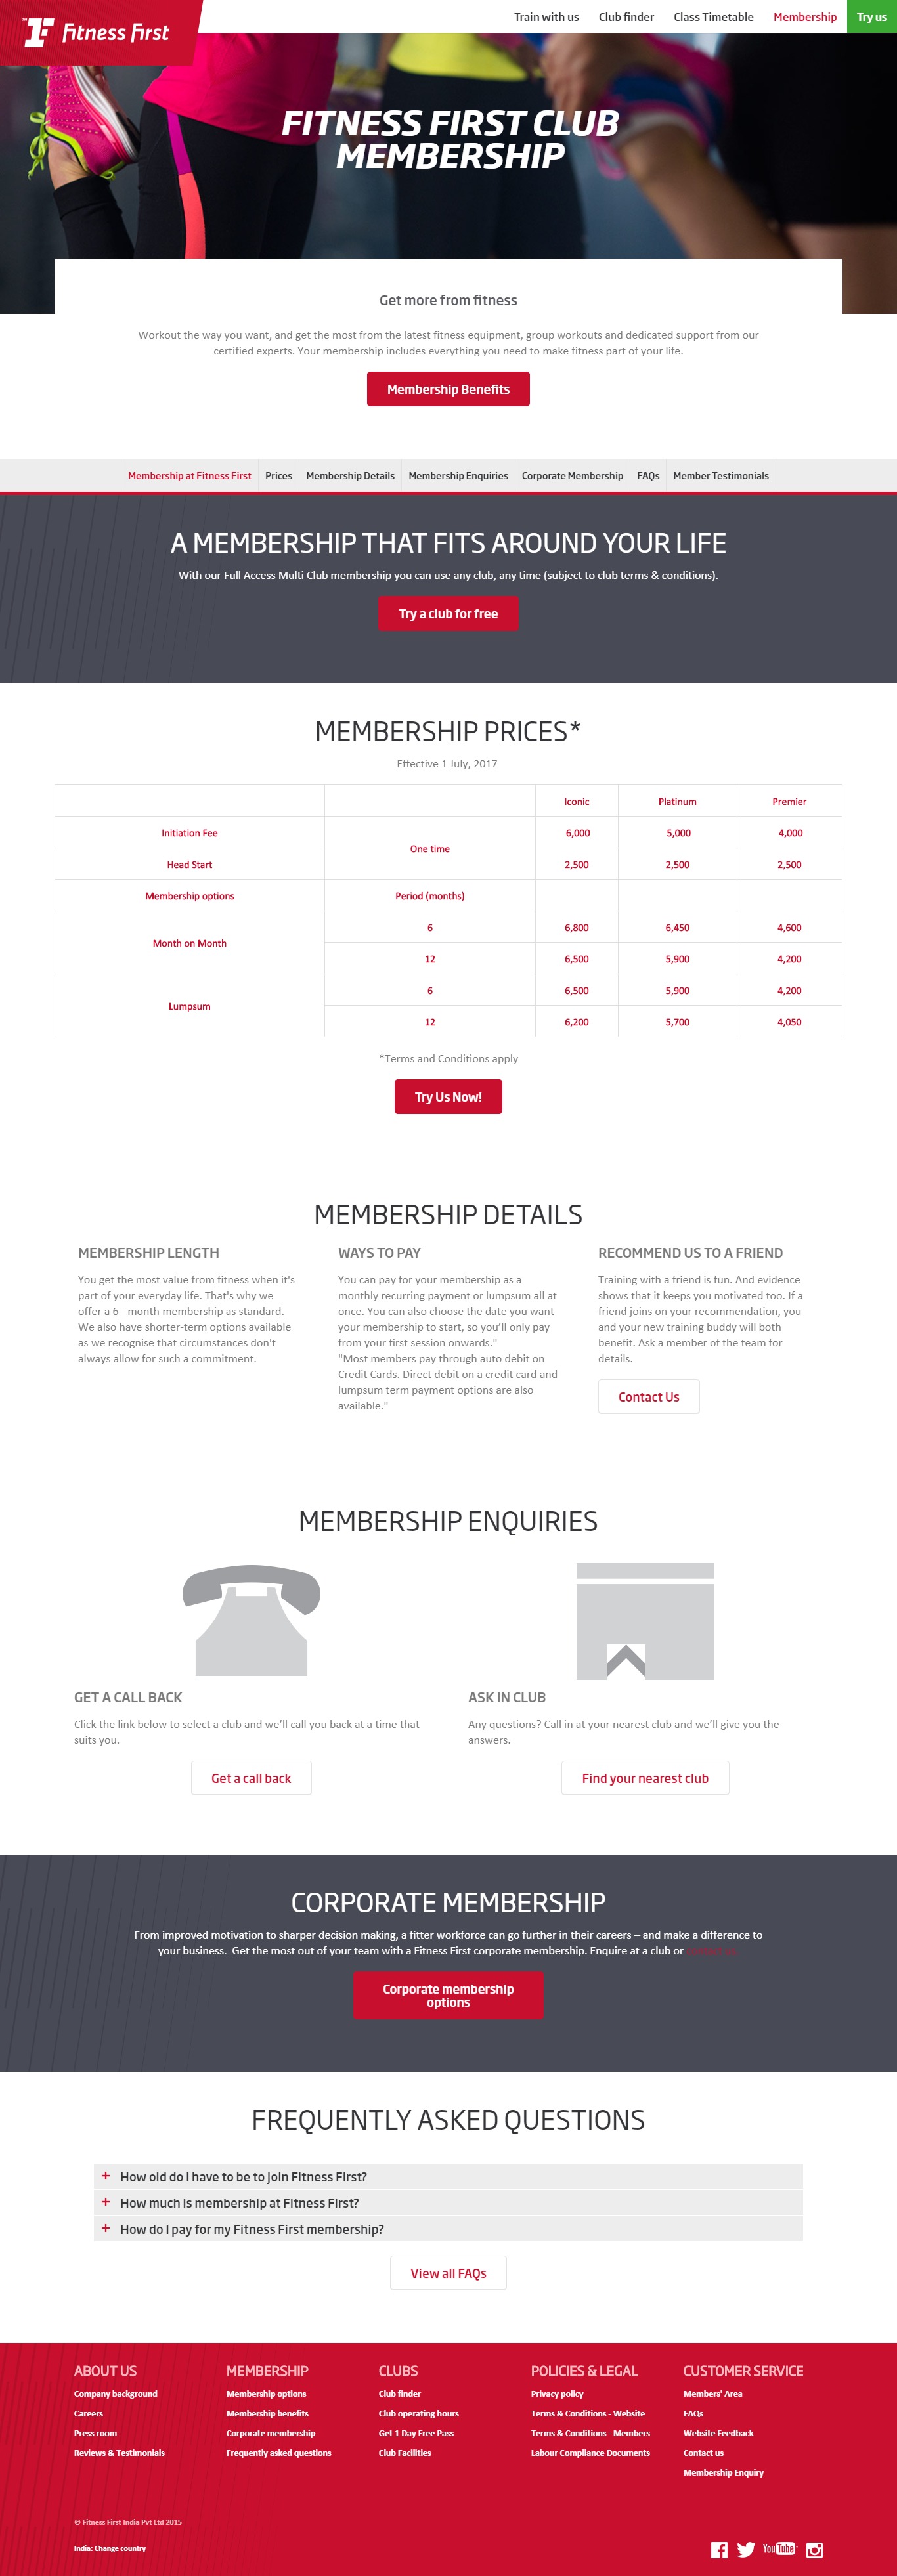 Fitness First
Train with us Club finder Class Timetable Membership Try us
FITNESS FIRST CLUB
MEMBERSHIP
Get more from fitness
Workout the way you want, and get the most from the latest fitness equipment, group workouts and dedicated support from our
certified experts. Your membership includes everything you need to make fitness part of your life.
Membership Benefits
Membership at Fitness First Prices Membership Details Membership Enquiries Corporate Membership FAQs Member Testimonials
A MEMBERSHIP THAT FITS AROUND YOUR LIFE
With our Full Access Multi Club membership you can use any club, any time (subject to club terms & conditions).
Try a club for free
MEMBERSHIP PRICES*
Effective 1 July, 2017
Iconic Platinum Premier
Initiation Fee One time 6,000 5,000 4,000
Head Start 2,500 2,500 2,500
Membership options Period (months)
Month on Month 6 6,800 6,450 4,600
12 6,500 5,900 4,200
Lumpsum 6 6,500 5,900 4,200
12 6,200 5,700 4,050
*Terms and Conditions apply
Try Us Now!
MEMBERSHIP DETAILS
MEMBERSHIP LENGTH
You get the most value from fitness when it's
part of your everyday life. That's why we
offer a 6 - month membership as standard.
We also have shorter-term options available
as we recognise that circumstances don't
always allow for such a commitment.
WAYS TO PAY
You can pay for your membership as a
monthly recurring payment or lumpsum all at
once. You can also choose the date you want
your membership to start, so you'll only pay
from your first session onwards."
"Most members pay through auto debit on
Credit Cards. Direct debit on a credit card and
lumpsum term payment options are also
available."
RECOMMEND US TO A FRIEND
Training with a friend is fun. And evidence
shows that it keeps you motivated too. If a
friend joins on your recommendation, you
and your new training buddy will both
benefit. Ask a member of the team for
details.
Contact Us
MEMBERSHIP ENQUIRIES
GET A CALL BACK
Click the link below to select a club and we'll call you back at a time that
suits you.
Get a call back
ASK IN CLUB
Any questions? Call in at your nearest club and we'll give you the
answers.
Find your nearest club
CORPORATE MEMBERSHIP
From improved motivation to sharper decision making, a fitter workforce can go further in their careers – and make a difference to
your business. Get the most out of your team with a Fitness First corporate membership. Enquire at a club or
Corporate membership
options
FREQUENTLY ASKED QUESTIONS
+ How old do I have to be to join Fitness First?
+ How much is membership at Fitness First?
+ How do I pay for my Fitness First membership?
View all FAQs
ABOUT US
Company background
Careers
Press room
Reviews & Testimonials
MEMBERSHIP
Membership options
Membership benefits
Corporate membership
Frequently asked questions
CLUBS
Club finder
Club operating hours
Get 1 Day Free Pass
Club Facilities
POLICIES & LEGAL
Privacy policy
Terms & Conditions - Website
Terms & Conditions - Members
Labour Compliance Documents
CUSTOMER SERVICE
Members' Area
FAQs
Website Feedback
Contact us
Membership Enquiry
© Fitness First India Pvt Ltd 2015
India: Change country
YouTube